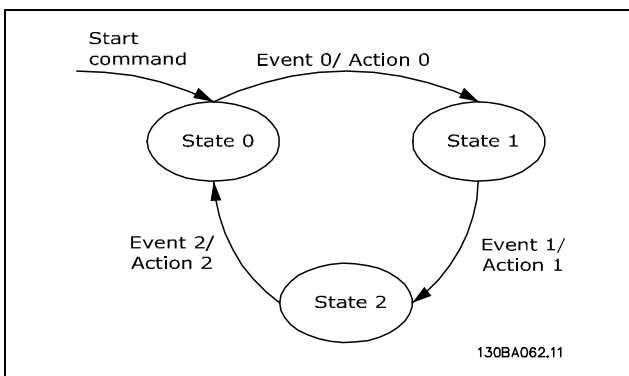 Start
command
Event 0/ Action 0
State 0
State 1
Event 2/
Action 2
Event 1/
Action 1
State 2
130BA062.11